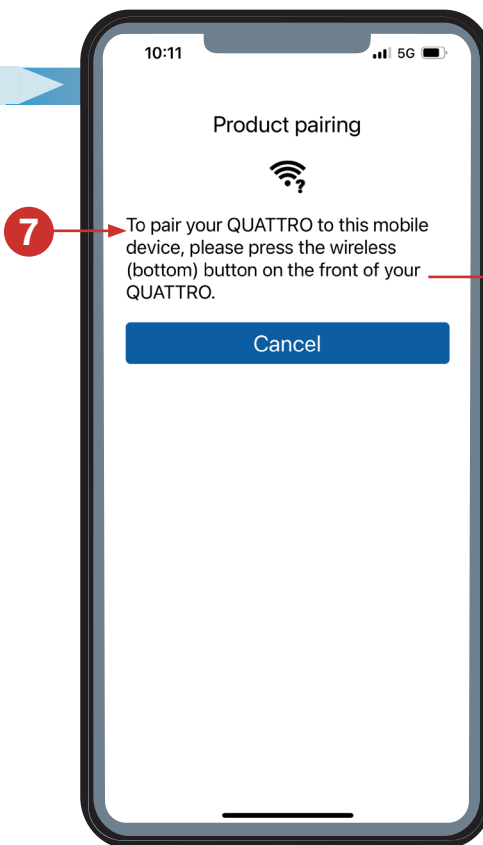 10:11
5G
Product pairing
?
7
To pair your QUATTRO to this mobile
device, please press the wireless
(bottom) button on the front of your
QUATTRO.
Cancel